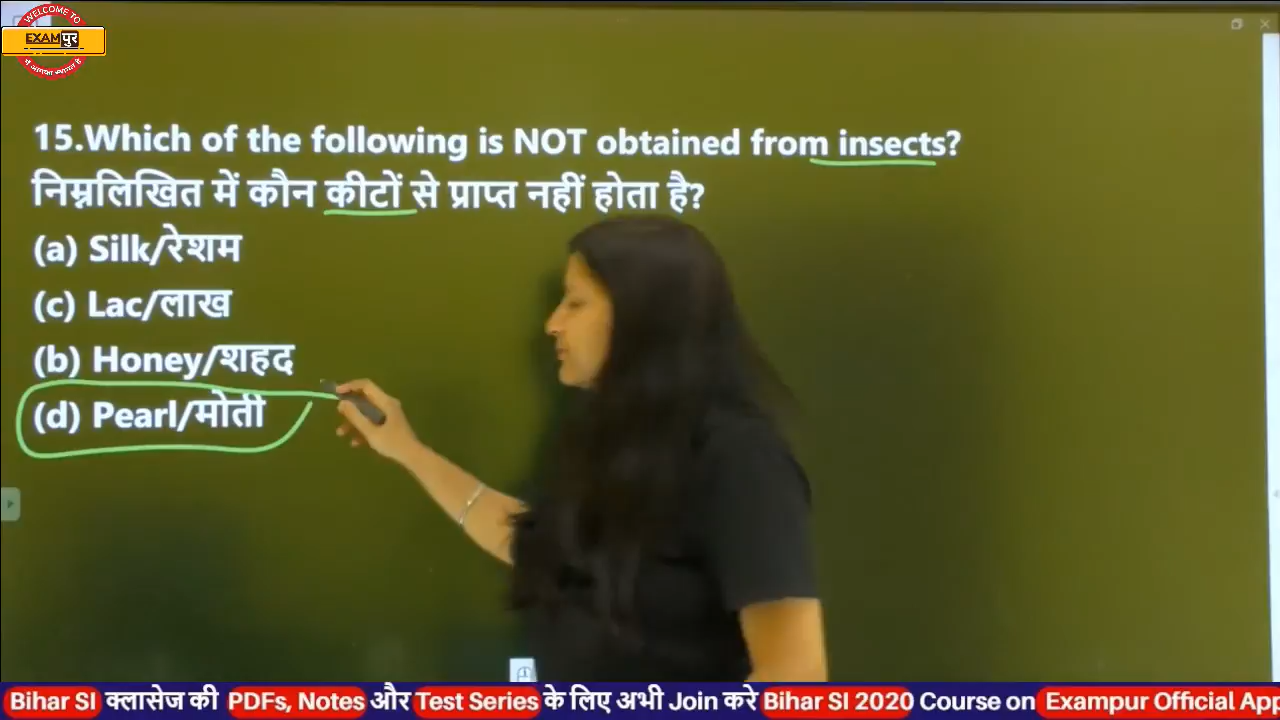 WELCOME TO
EXAMपुर
में आपका स्वागत है
15.Which of the following is NOT obtained from insects?
निम्नलिखित में कौन कीटों से प्राप्त नहीं होता है?
(a) Silk/रेशम
(c) Lac/लाख
(b) Honey/शहद
(d) Pearl/मोती
Bihar SI क्लासेज की PDFs, Notes और Test Series के लिए अभी Join करे Bihar SI 2020 Course on Exampur Official App